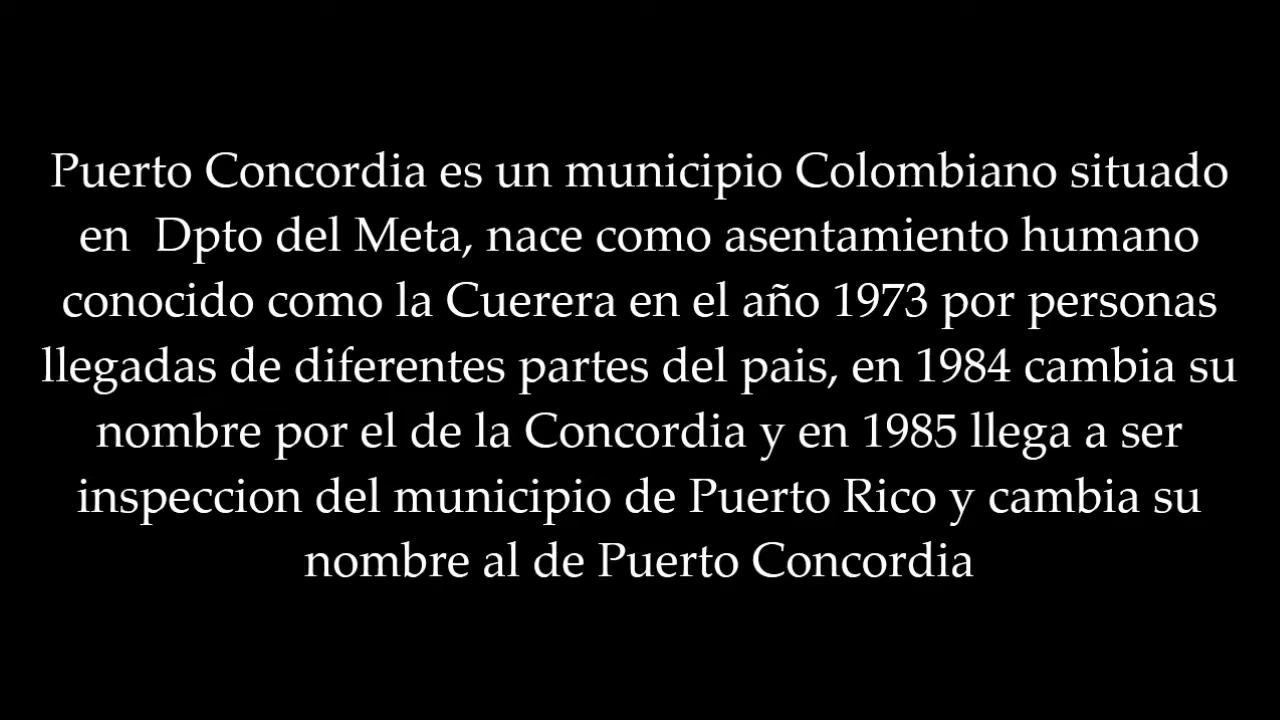 Puerto Concordia es un municipio Colombiano situado
en  Dpto del Meta, nace como asentamiento humano
conocido como la Cuerera en el año 1973 por personas
llegadas de diferentes partes del pais, en 1984 cambia su
nombre por el de la Concordia y en 1985 llega a ser
inspeccion del municipio de Puerto Rico y cambia su
nombre al de Puerto Concordia